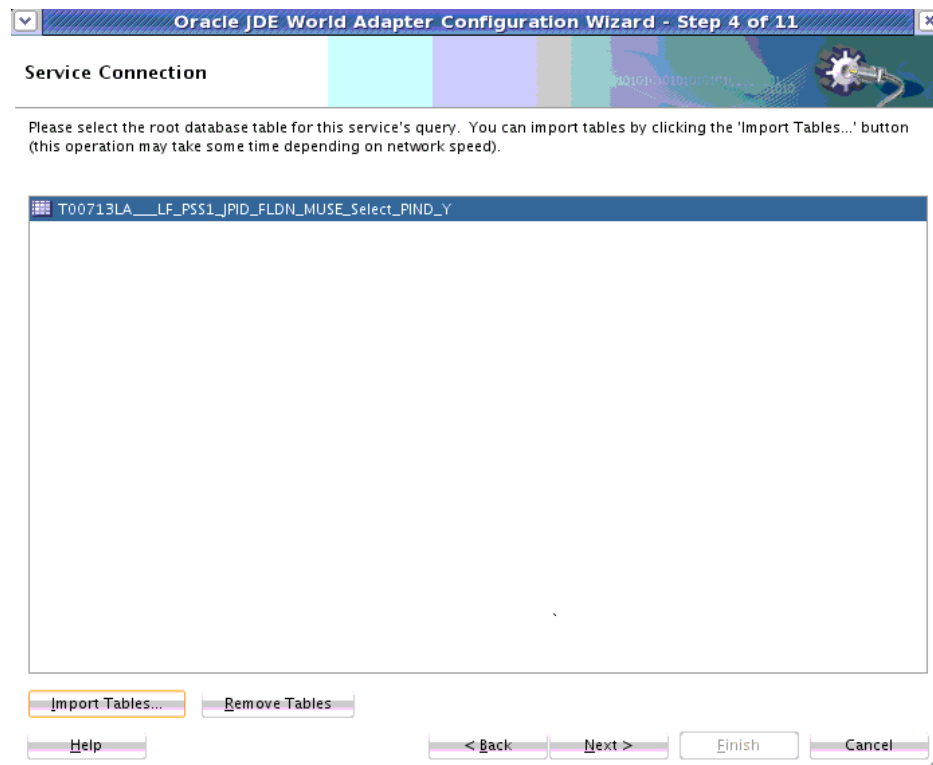 Oracle JDE World Adapter Configuration Wizard - Step 4 of 11
Service Connection
Please select the root database table for this service's query. You can import tables by clicking the 'Import Tables...' button
(this operation may take some time depending on network speed).
T00713LA___LF_PSS1_JPID_FLDN_MUSE_Select_PIND_Y
Import Tables... Remove Tables
Help < Back Next > Finish Cancel